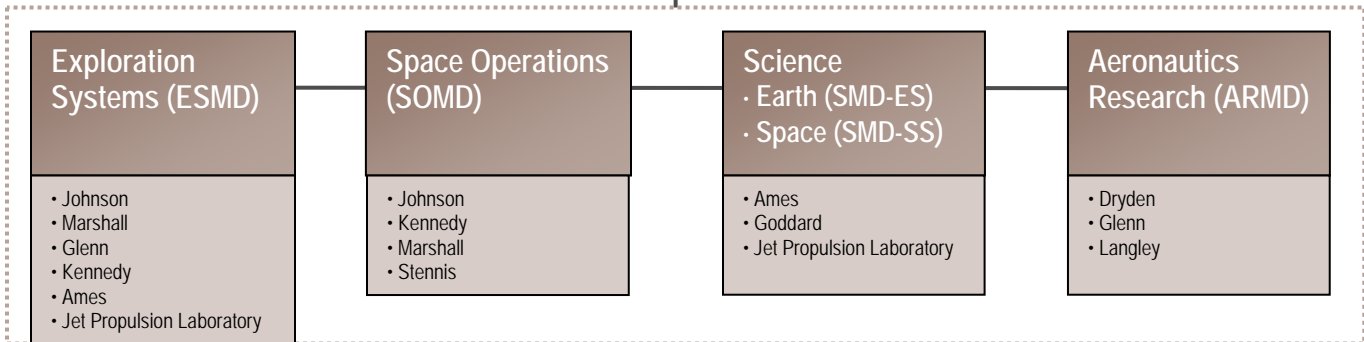 Exploration
Systems (ESMD)
• Johnson
• Marshall
• Glenn
• Kennedy
• Ames
• Jet Propulsion Laboratory
Space Operations
(SOMD)
• Johnson
• Kennedy
• Marshall
• Stennis
Science
· Earth (SMD-ES)
· Space (SMD-SS)
• Ames
• Goddard
• Jet Propulsion Laboratory
Aeronautics
Research (ARMD)
• Dryden
• Glenn
• Langley